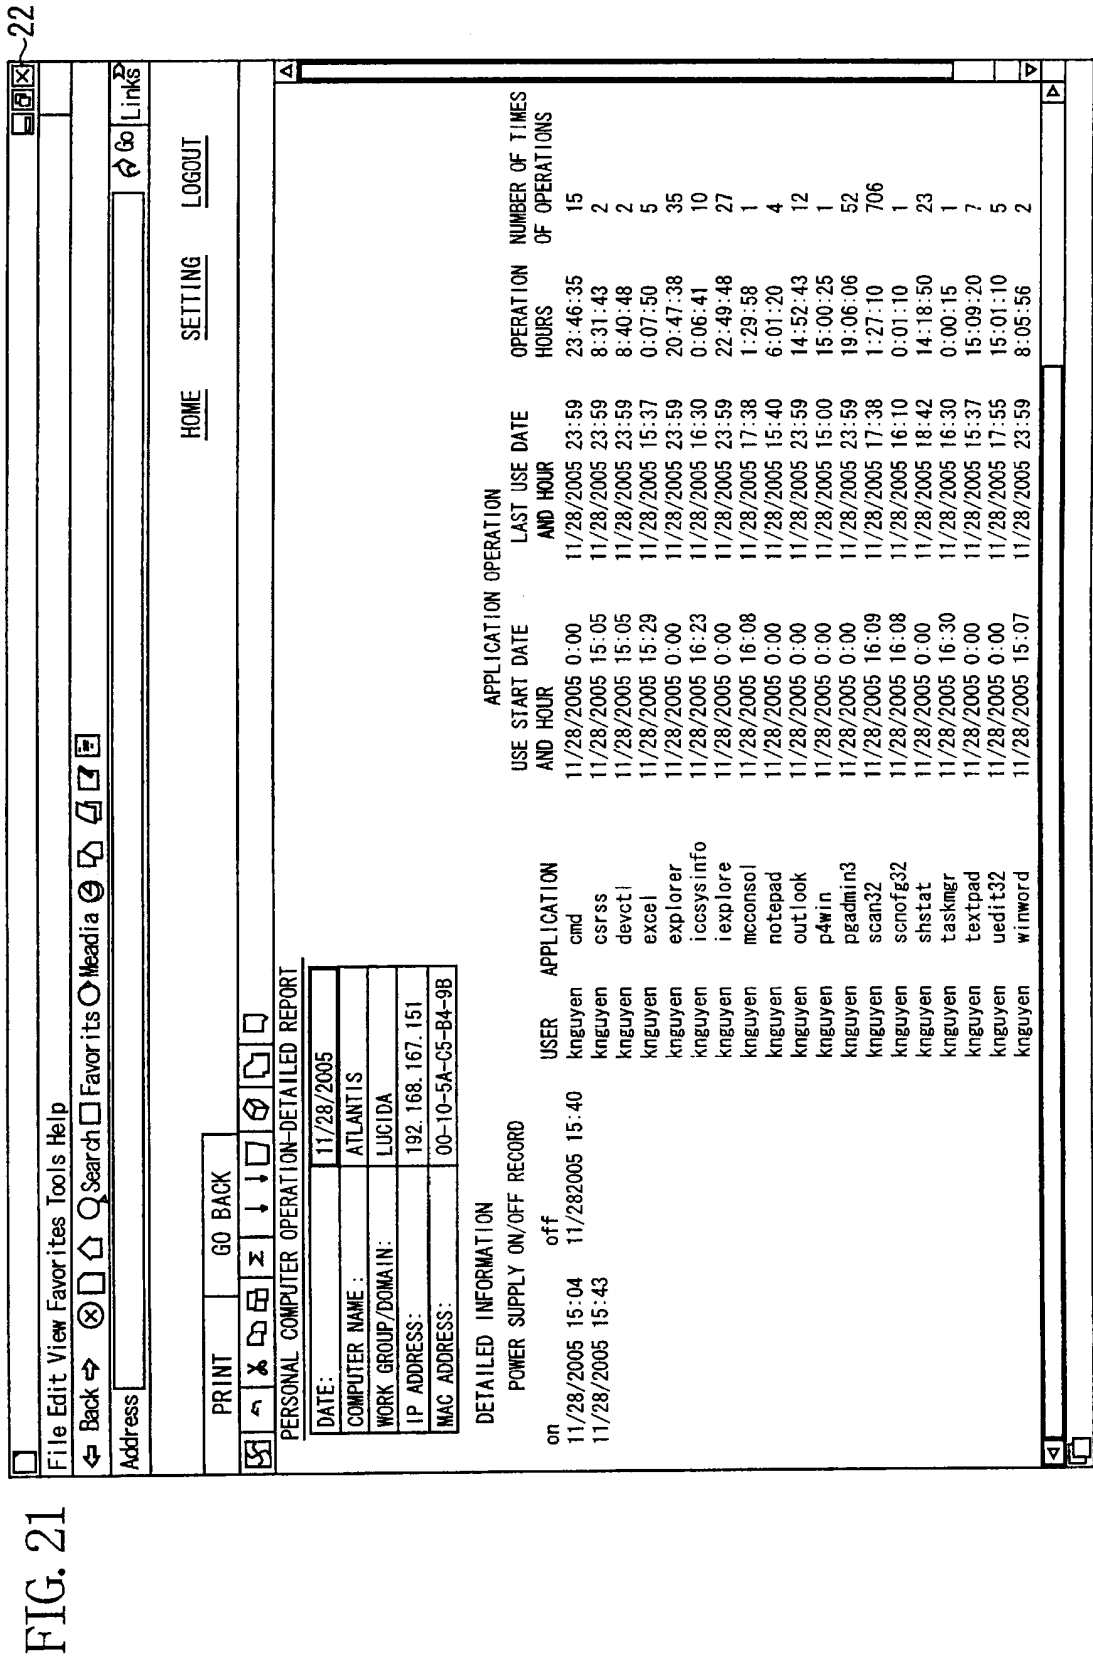 FIG. 21
22
File Edit View Favorites Tools Help
Back Search Favorits Meadia
Address Go Links
HOME SETTING LOGOUT
PRINT GO BACK
PERSONAL COMPUTER OPERATION-DETAILED REPORT
DATE: 11/28/2005
COMPUTER NAME: ATLANTIS
WORK GROUP/DOMAIN: LUCIDA
IP ADDRESS: 192.168.167.151
MAC ADDRESS: 00-10-5A-C5-B4-9B
DETAILED INFORMATION
POWER SUPPLY ON/OFF RECORD
on off
11/28/2005 15:04 11/282005 15:40
11/28/2005 15:43
APPLICATION OPERATION
USER APPLICATION USE START DATE AND HOUR LAST USE DATE AND HOUR OPERATION HOURS NUMBER OF TIMES OF OPERATIONS
knguyen cmd 11/28/2005 0:00 11/28/2005 23:59 23:46:35 15
knguyen csrss 11/28/2005 15:05 11/28/2005 23:59 8:31:43 2
knguyen devctl 11/28/2005 15:05 11/28/2005 23:59 8:40:48 2
knguyen excel 11/28/2005 15:29 11/28/2005 15:37 0:07:50 5
knguyen explorer 11/28/2005 0:00 11/28/2005 23:59 20:47:38 35
knguyen iccsysinfo 11/28/2005 16:23 11/28/2005 16:30 0:06:41 10
knguyen iexplore 11/28/2005 0:00 11/28/2005 23:59 22:49:48 27
knguyen mcconsol 11/28/2005 16:08 11/28/2005 17:38 1:29:58 1
knguyen notepad 11/28/2005 0:00 11/28/2005 15:40 6:01:20 4
knguyen outlook 11/28/2005 0:00 11/28/2005 23:59 14:52:43 12
knguyen p4win 11/28/2005 0:00 11/28/2005 15:00 15:00:25 1
knguyen pgadmin3 11/28/2005 0:00 11/28/2005 23:59 19:06:06 52
knguyen scan32 11/28/2005 16:09 11/28/2005 17:38 1:27:10 706
knguyen scnofg32 11/28/2005 16:08 11/28/2005 16:10 0:01:10 1
knguyen shstat 11/28/2005 0:00 11/28/2005 18:42 14:18:50 23
knguyen taskmgr 11/28/2005 16:30 11/28/2005 16:30 0:00:15 1
knguyen textpad 11/28/2005 0:00 11/28/2005 15:37 15:09:20 7
knguyen uedit32 11/28/2005 0:00 11/28/2005 17:55 15:01:10 5
knguyen winword 11/28/2005 15:07 11/28/2005 23:59 8:05:56 2